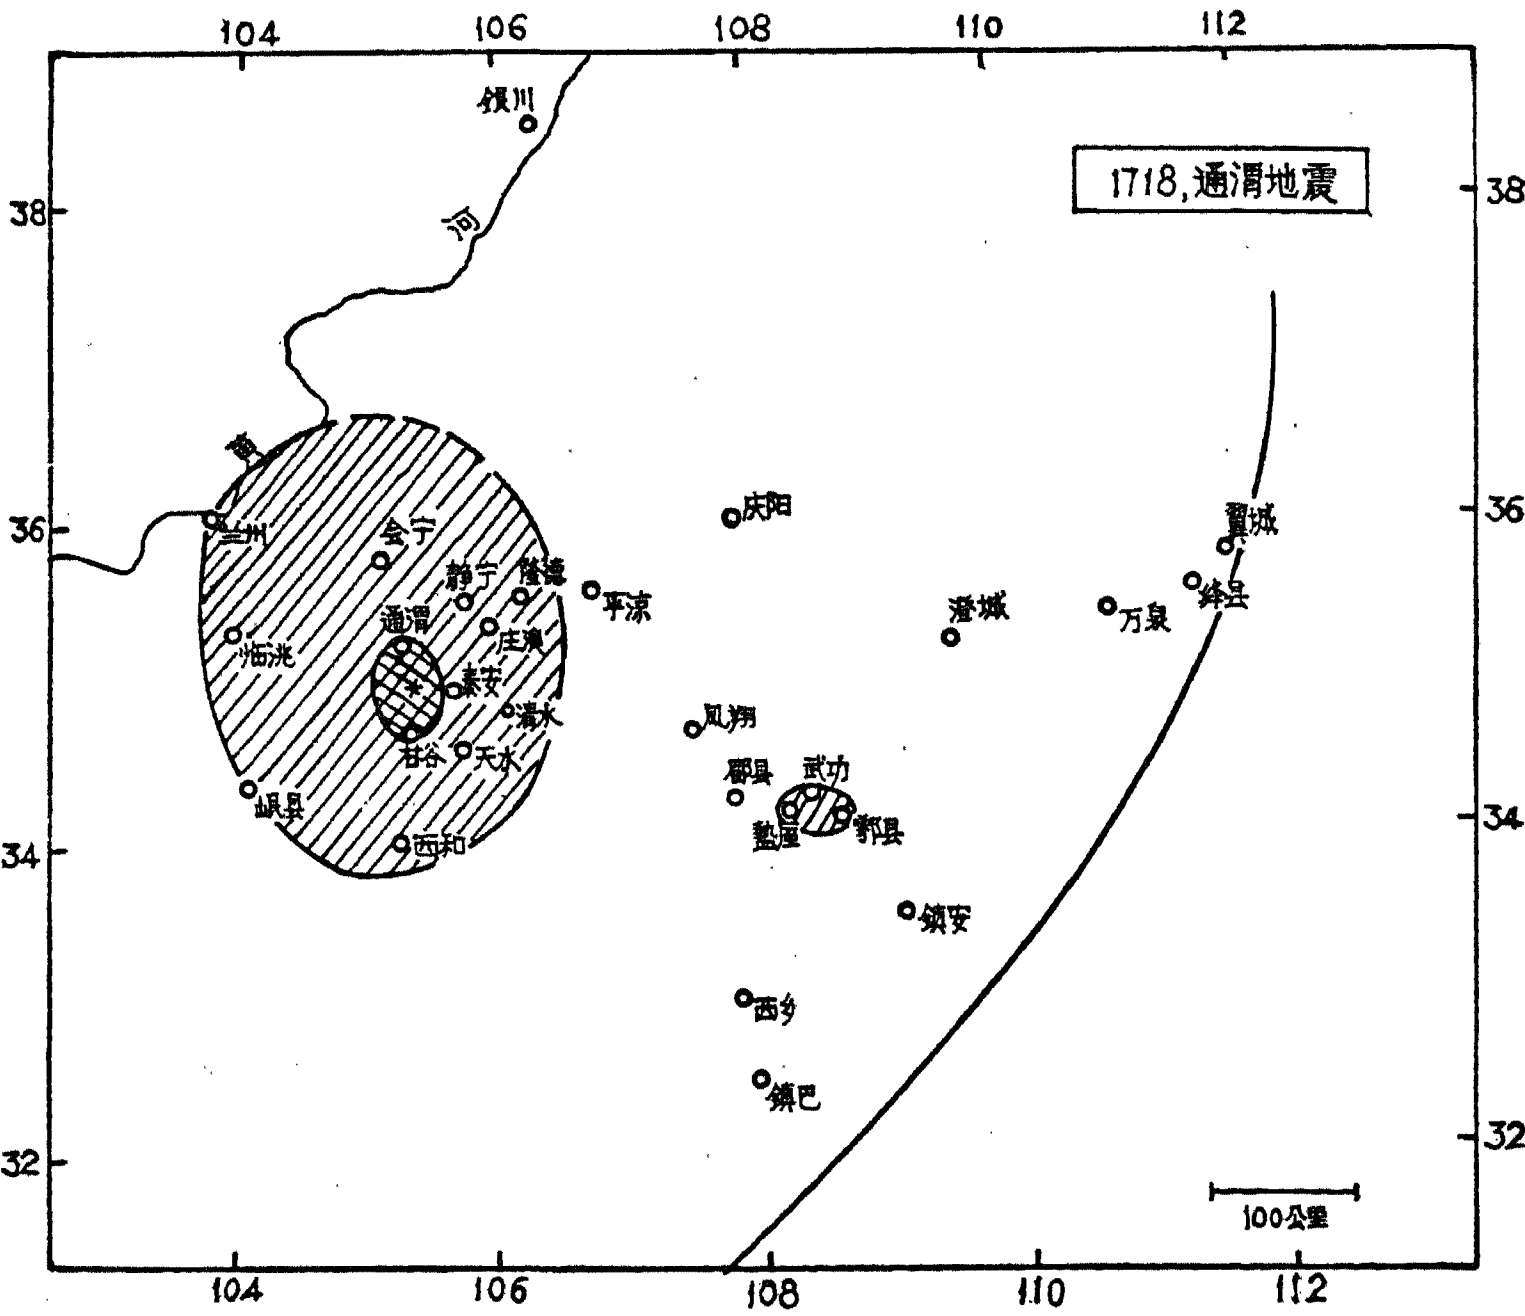 104 106 108 110 112
银川
1718,通渭地震
38
38
河
黄
庆阳
36
36
兰州
会宁
翼城
静宁
隆德
平凉
绛县
澄城
万泉
通渭
庄浪
临洮
秦安
清水
凤翔
甘谷
天水
郿县
武功
岷县
34
盩厔
鄠县
西和
34
镇安
西乡
镇巴
32
32
100公里
104 106 108 110 112